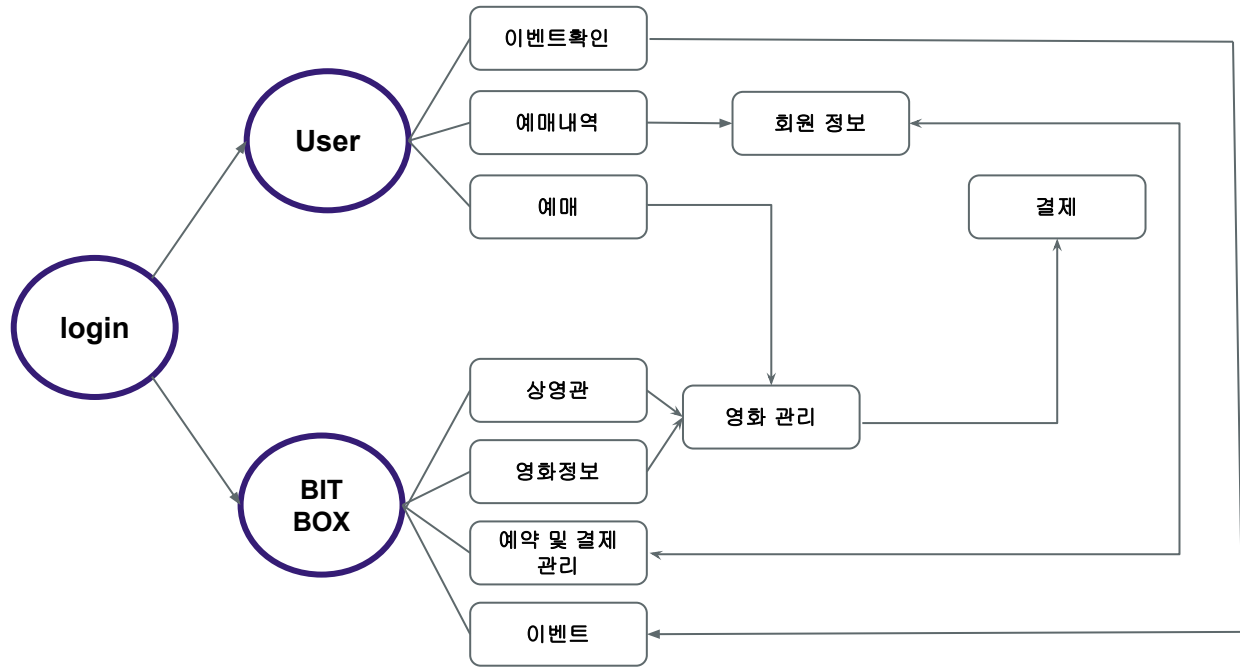 이벤트확인
User
예매내역
회원 정보
예매
결제
login
상영관
영화 관리
영화정보
BIT
BOX
예약 및 결제
관리
이벤트